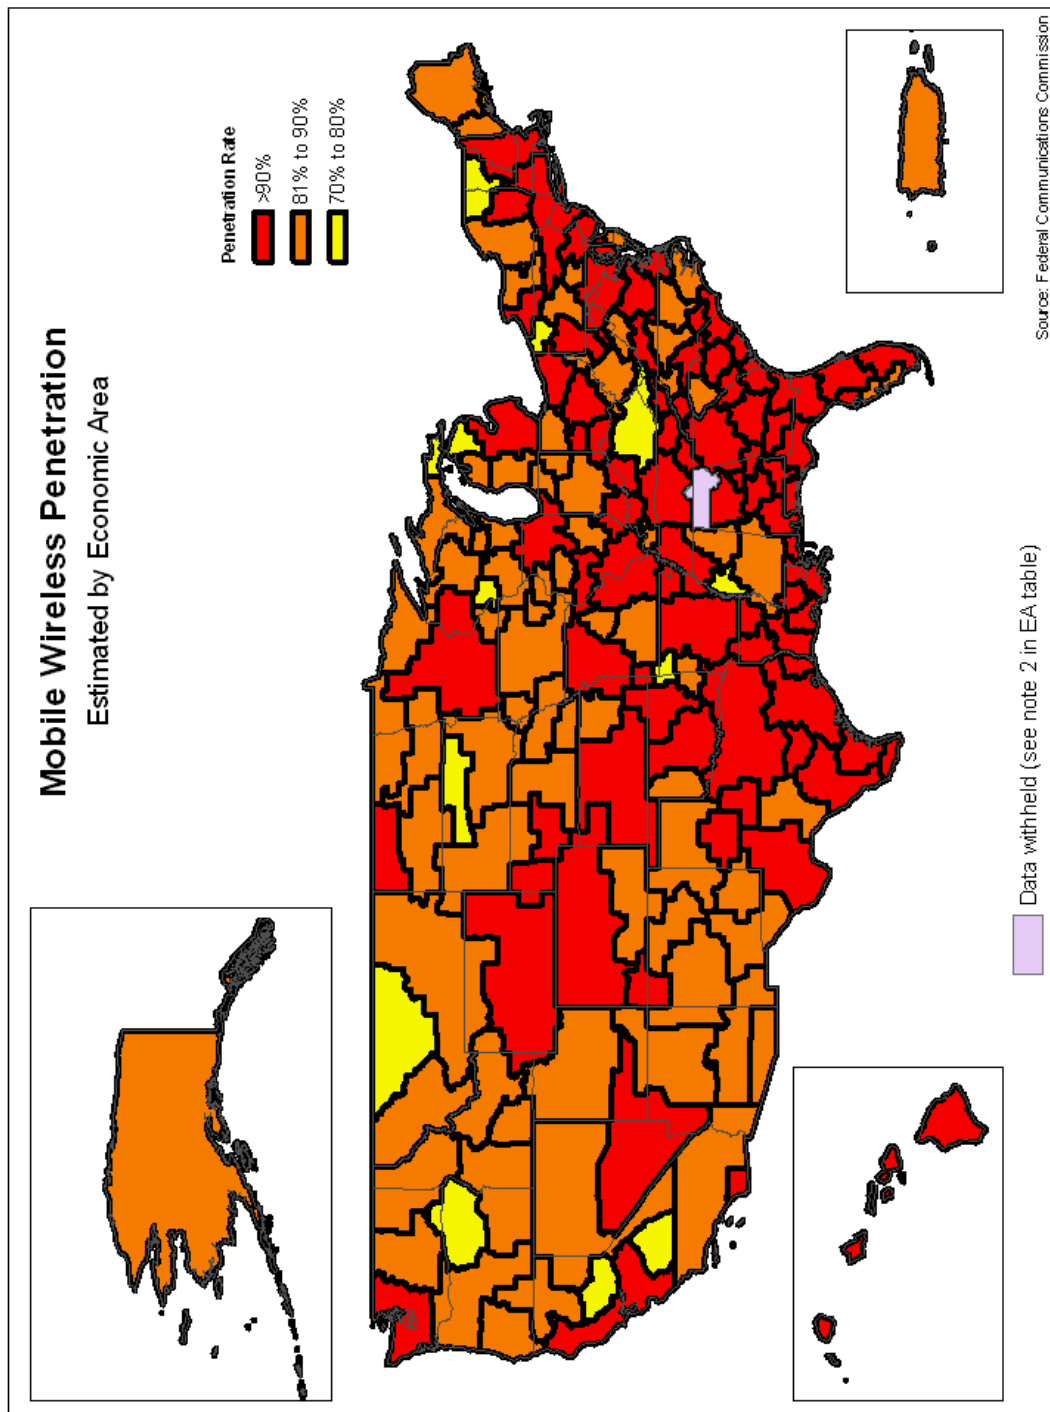 Mobile Wireless Penetration
Estimated by Economic Area
Penetration Rate
>90%
81% to 90%
70% to 80%
Data withheld (see note 2 in EA table)
Source: Federal Communications Commission